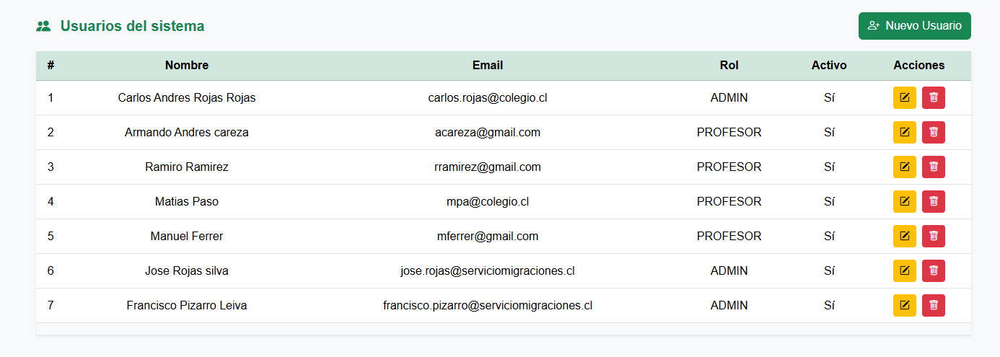 Usuarios del sistema
Nuevo Usuario
# Nombre Email Rol Activo Acciones
1 Carlos Andres Rojas Rojas carlos.rojas@colegio.cl ADMIN Sí
2 Armando Andres careza acareza@gmail.com PROFESOR Sí
3 Ramiro Ramirez rramirez@gmail.com PROFESOR Sí
4 Matias Paso mpa@colegio.cl PROFESOR Sí
5 Manuel Ferrer mferrer@gmail.com PROFESOR Sí
6 Jose Rojas silva jose.rojas@serviciomigraciones.cl ADMIN Sí
7 Francisco Pizarro Leiva francisco.pizarro@serviciomigraciones.cl ADMIN Sí